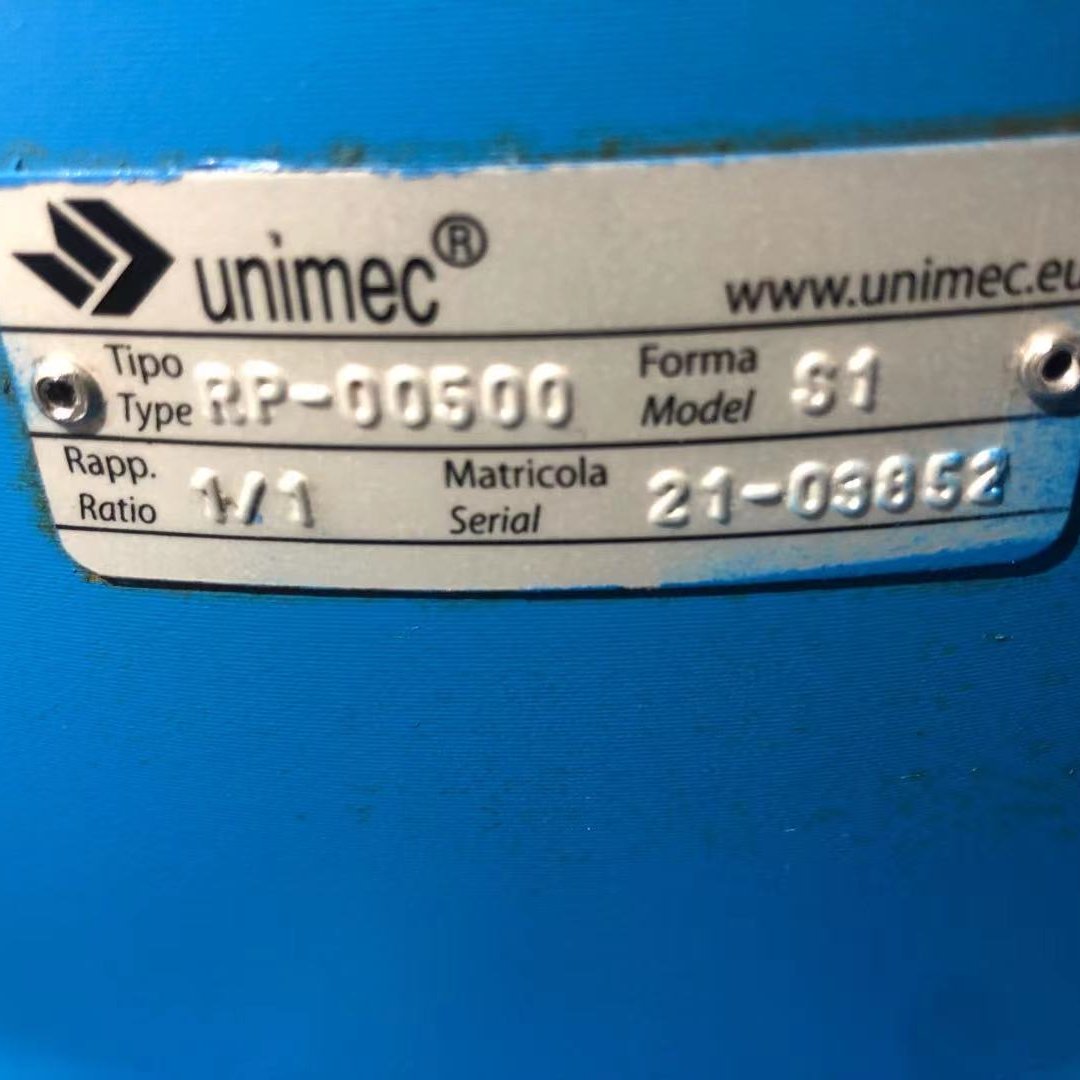 unimec®
www.unimec.eu
Tipo
Type RP-00500
Forma
Model S1
Rapp.
Ratio 1/1
Matricola
Serial 21-03852